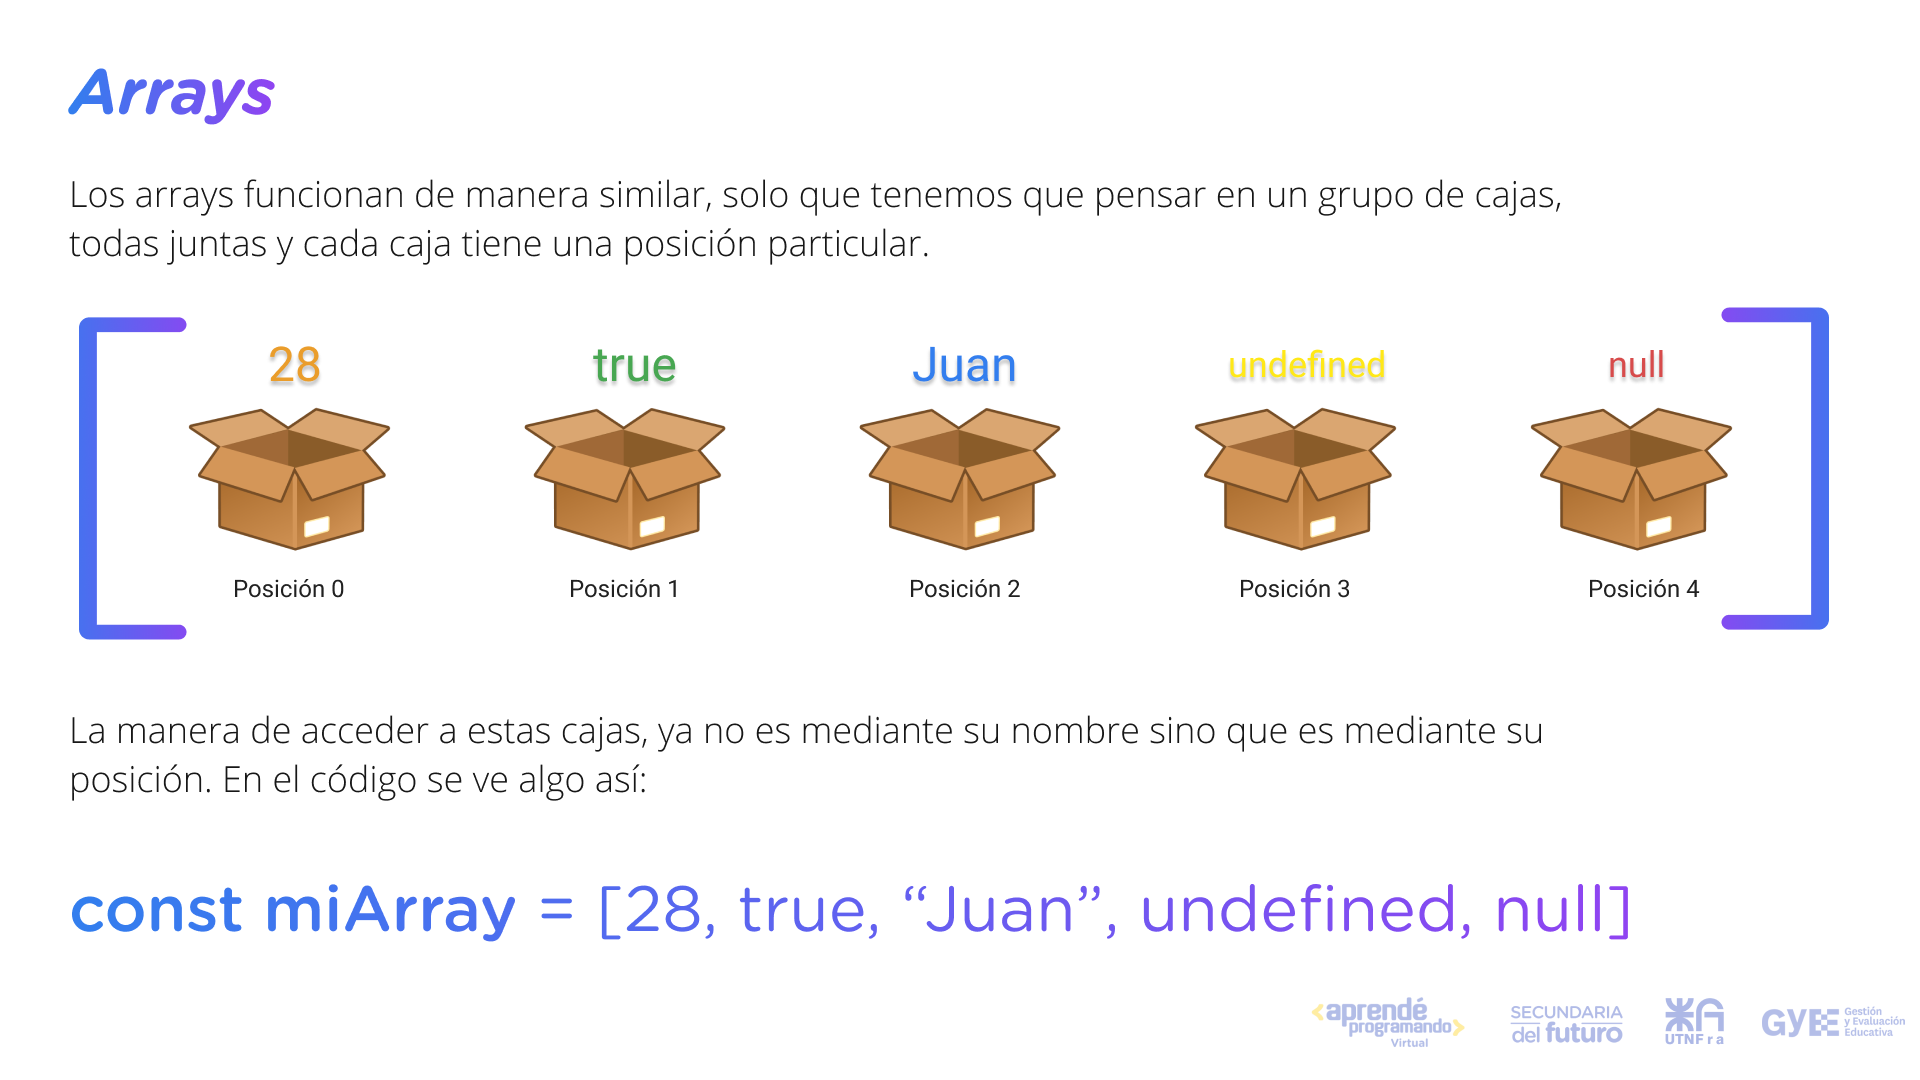 Arrays
Los arrays funcionan de manera similar, solo que tenemos que pensar en un grupo de cajas,
todas juntas y cada caja tiene una posición particular.
28 true Juan undefined null
Posición 0 Posición 1 Posición 2 Posición 3 Posición 4
La manera de acceder a estas cajas, ya no es mediante su nombre sino que es mediante su
posición. En el código se ve algo así:
const miArray = [28, true, “Juan”, undefined, null]
<aprendé
programando>
Virtual
SECUNDARIA
del futuro
UTNFra
GYEE
Gestión
y Evaluación
Educativa